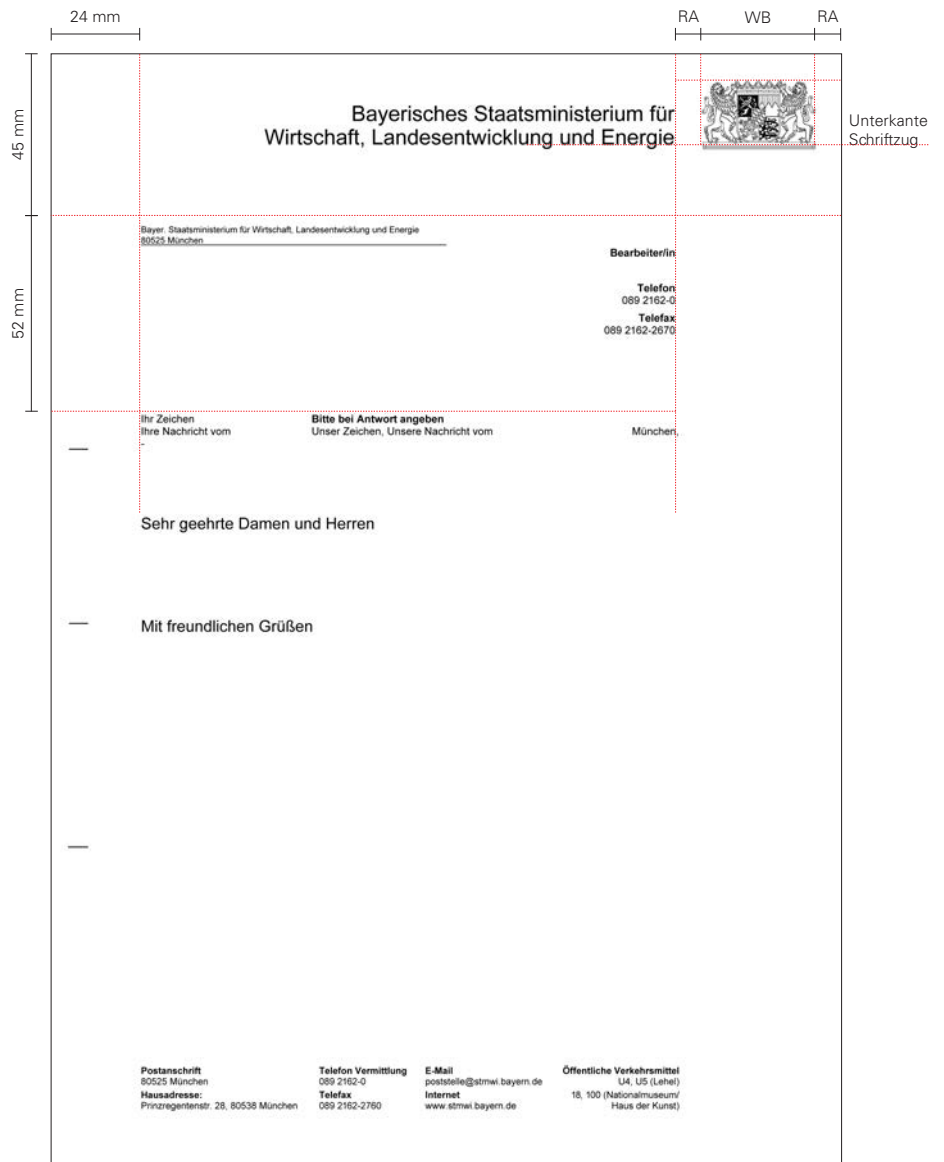 24 mm
RA WB RA
45 mm
Bayerisches Staatsministerium für
Wirtschaft, Landesentwicklung und Energie
Unterkante
Schriftzug
52 mm
Bayer. Staatsministerium für Wirtschaft, Landesentwicklung und Energie
80525 München
Bearbeiter/in
Telefon
089 2162-0
Telefax
089 2162-2670
Ihr Zeichen
Ihre Nachricht vom
-
Bitte bei Antwort angeben
Unser Zeichen, Unsere Nachricht vom
München,
Sehr geehrte Damen und Herren
Mit freundlichen Grüßen
Postanschrift
80525 München
Hausadresse:
Prinzregentenstr. 28, 80538 München
Telefon Vermittlung
089 2162-0
Telefax
089 2162-2760
E-Mail
poststelle@stmwi.bayern.de
Internet
www.stmwi.bayern.de
Öffentliche Verkehrsmittel
U4, U5 (Lehel)
18, 100 (Nationalmuseum/
Haus der Kunst)